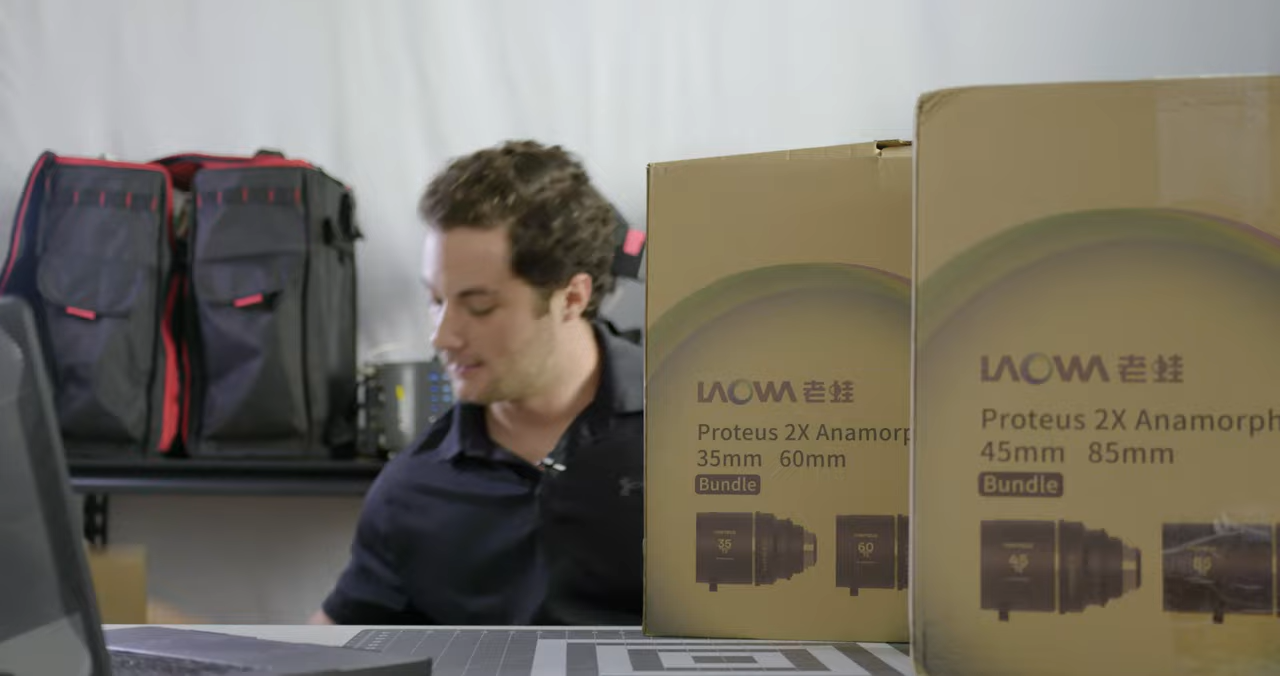 LAOWA 老蛙
Proteus 2X Anamorp
35mm 60mm
Bundle
35
60
LAOWA 老蛙
Proteus 2X Anamorph
45mm 85mm
Bundle
45
85